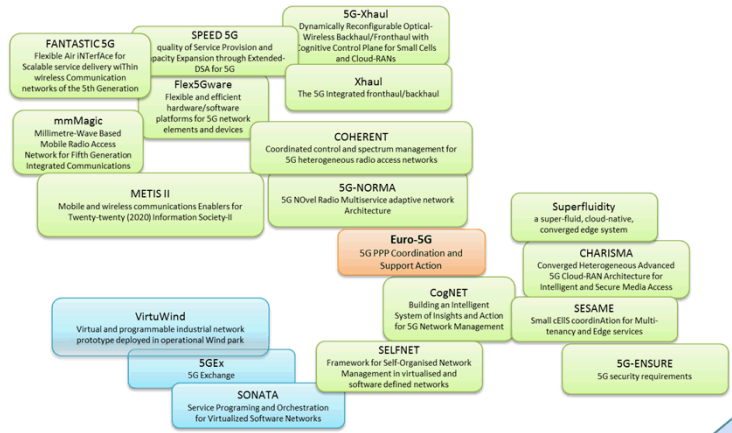 5G-Xhaul
Dynamically Reconfigurable Optical-
Wireless Backhaul/Fronthaul with
Cognitive Control Plane for Small Cells
and Cloud-RANs
SPEED 5G
quality of Service Provision and
capacity Expansion through Extended-
DSA for 5G
FANTASTIC 5G
Flexible Air iNTerfAce for
Scalable service delivery wiThin
wireless Communication
networks of the 5th Generation
Xhaul
The 5G Integrated fronthaul/backhaul
Flex5Gware
Flexible and efficient
hardware/software
platforms for 5G network
elements and devices
mmMagic
Millimetre-Wave Based
Mobile Radio Access
Network for Fifth Generation
Integrated Communications
COHERENT
Coordinated control and spectrum management for
5G heterogeneous radio access networks
METIS II
Mobile and wireless communications Enablers for
Twenty-twenty (2020) Information Society-II
5G-NORMA
5G NOvel Radio Multiservice adaptive network
Architecture
Superfluidity
a super-fluid, cloud-native,
converged edge system
Euro-5G
5G PPP Coordination and
Support Action
CHARISMA
Converged Heterogeneous Advanced
5G Cloud-RAN Architecture for
Intelligent and Secure Media Access
CogNET
Building an Intelligent
System of Insights and Action
for 5G Network Management
SESAME
Small cEllS coordinAtion for Multi-
tenancy and Edge services
VirtuWind
Virtual and programmable industrial network
prototype deployed in operational Wind park
SELFNET
Framework for Self-Organised Network
Management in virtualised and
software defined networks
5G-ENSURE
5G security requirements
5GEx
5G Exchange
SONATA
Service Programing and Orchestration
for Virtualized Software Networks